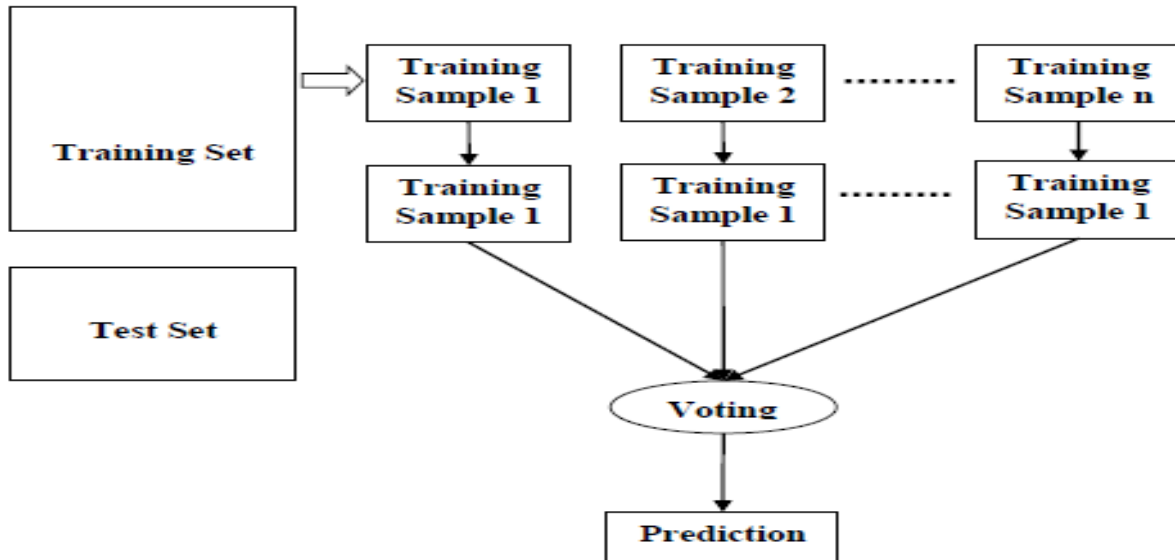 Training
Sample 1
Training
Sample 2
Training
Sample n
Training Set
Training
Sample 1
Training
Sample 1
Training
Sample 1
Test Set
Voting
Prediction